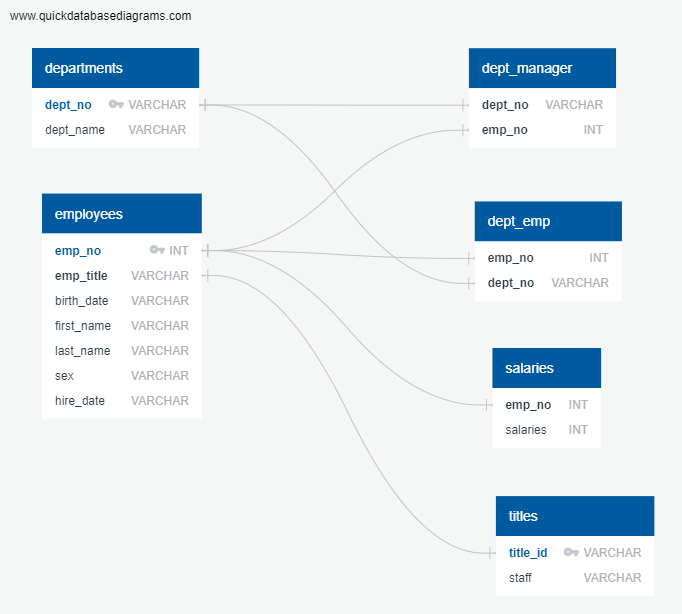 www.quickdatabasediagrams.com
departments
dept_no VARCHAR
dept_name VARCHAR
employees
emp_no INT
emp_title VARCHAR
birth_date VARCHAR
first_name VARCHAR
last_name VARCHAR
sex VARCHAR
hire_date VARCHAR
dept_manager
dept_no VARCHAR
emp_no INT
dept_emp
emp_no INT
dept_no VARCHAR
salaries
emp_no INT
salaries INT
titles
title_id VARCHAR
staff VARCHAR